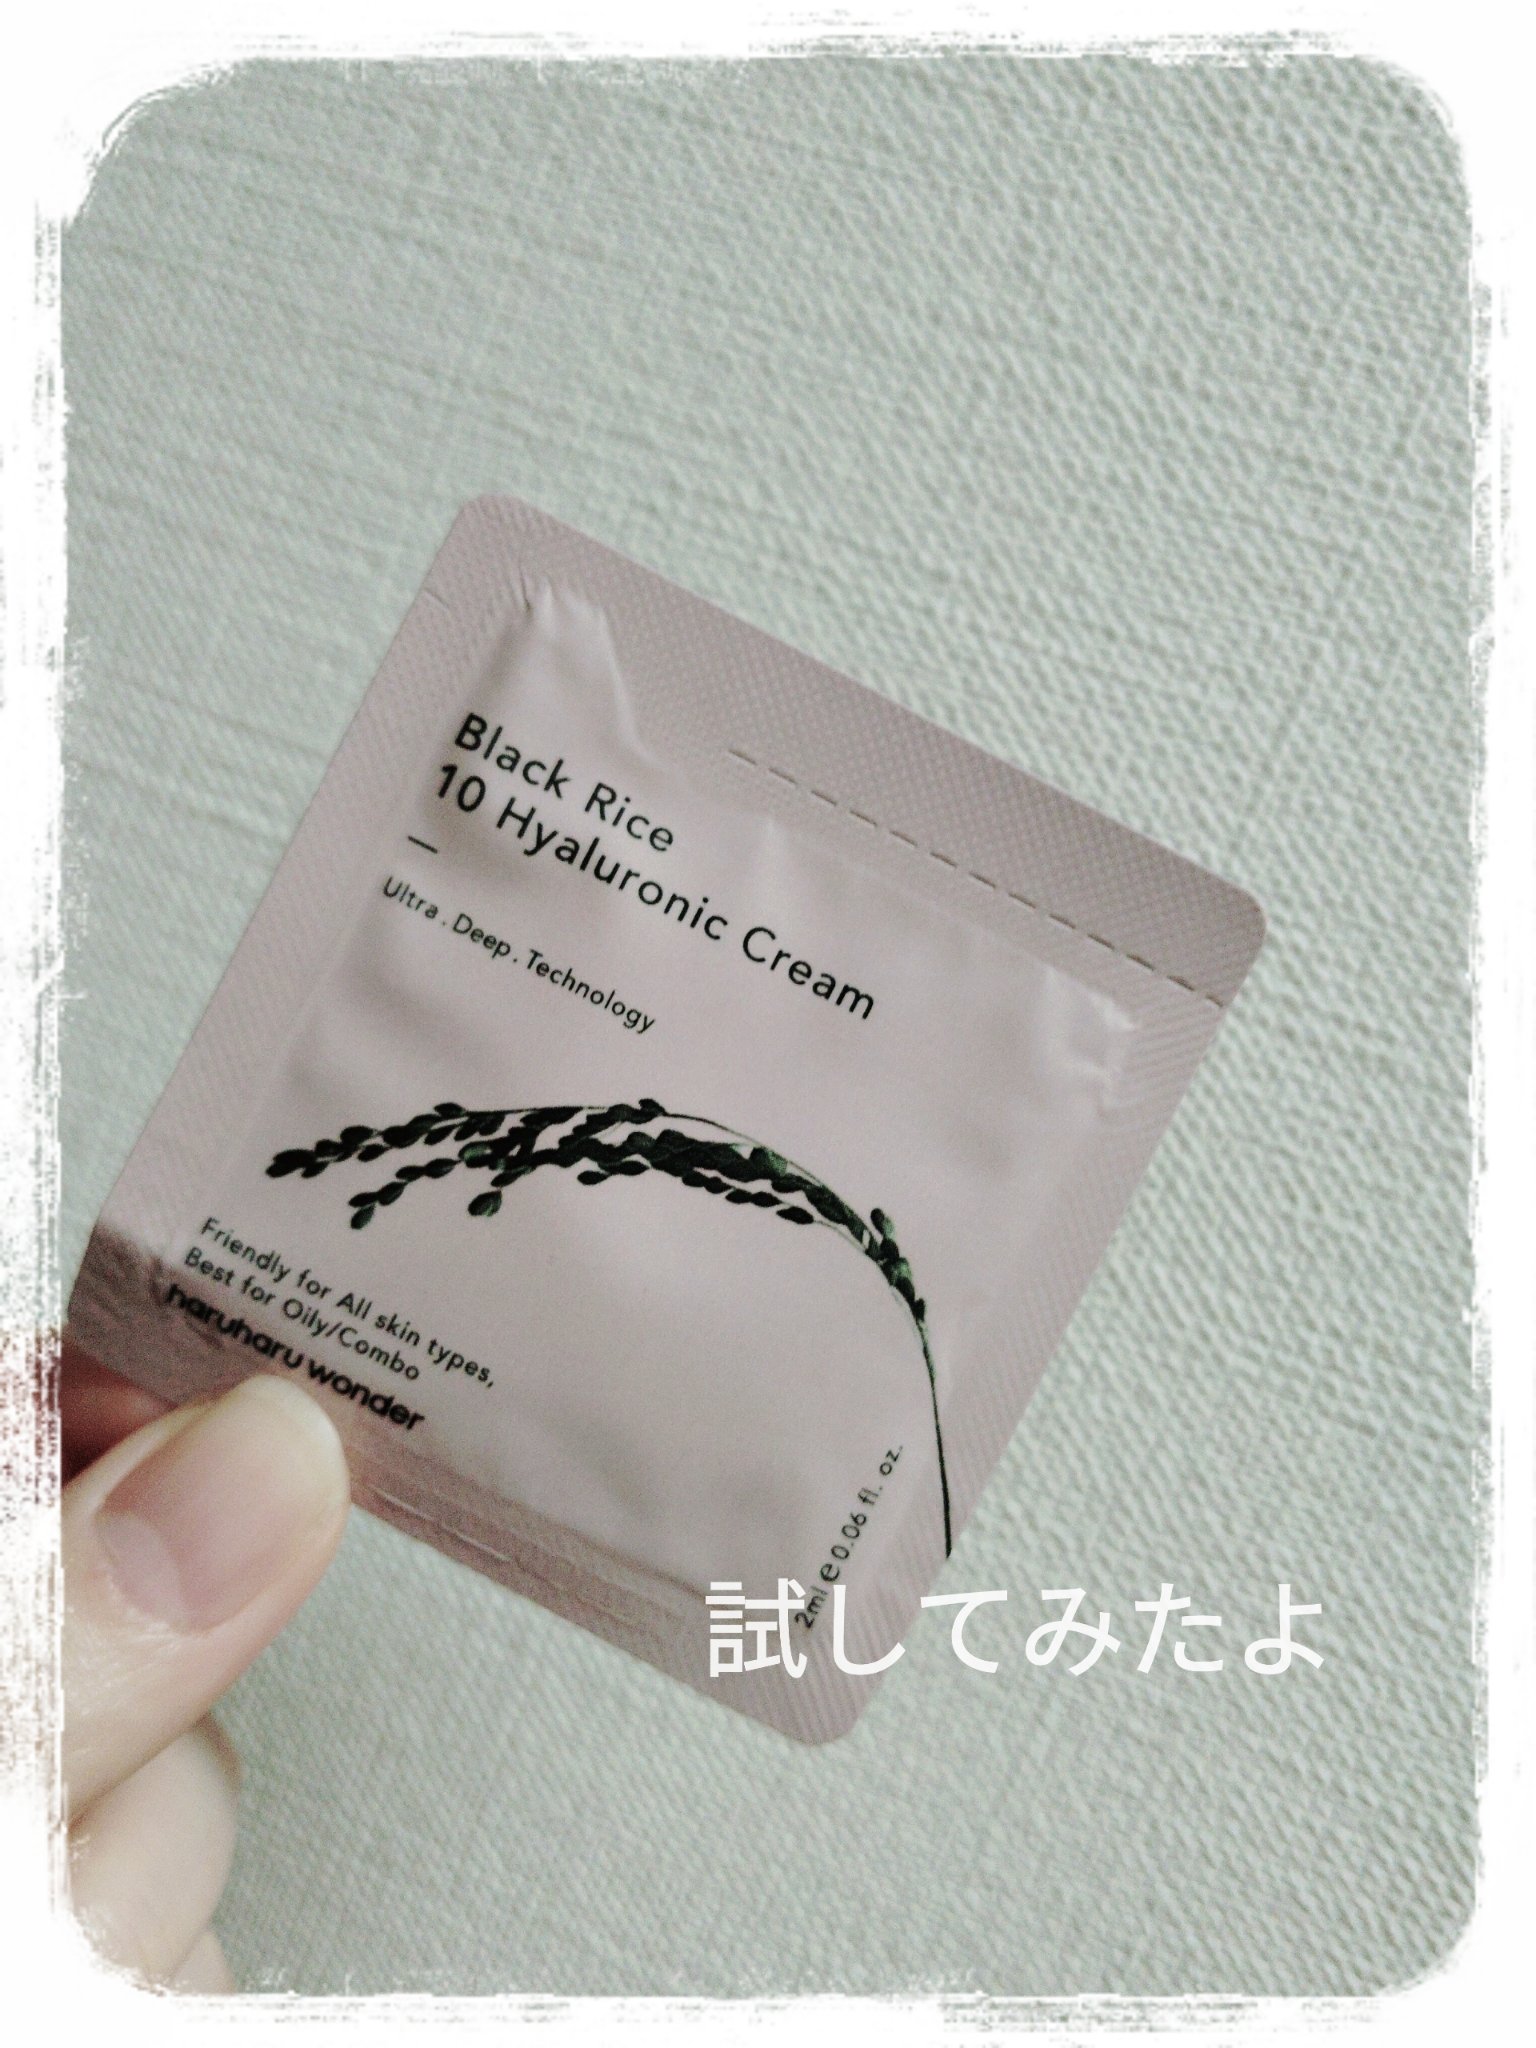 Black Rice
10 Hyaluronic Cream
Ultra . Deep . Technology
Friendly for All skin types,
Best for Oily/Combo
haruharu wonder
2ml ℮ 0.06 fl. oz.
試してみたよ